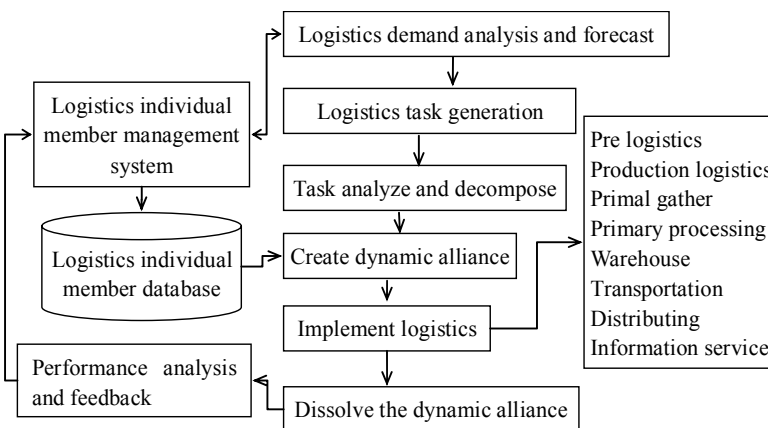 Logistics demand analysis and forecast
Logistics individual
member management
system
Logistics task generation
Task analyze and decompose
Logistics individual
member database
Create dynamic alliance
Implement logistics
Pre logistics
Production logistics
Primal gather
Primary processing
Warehouse
Transportation
Distributing
Information service
Performance analysis
and feedback
Dissolve the dynamic alliance